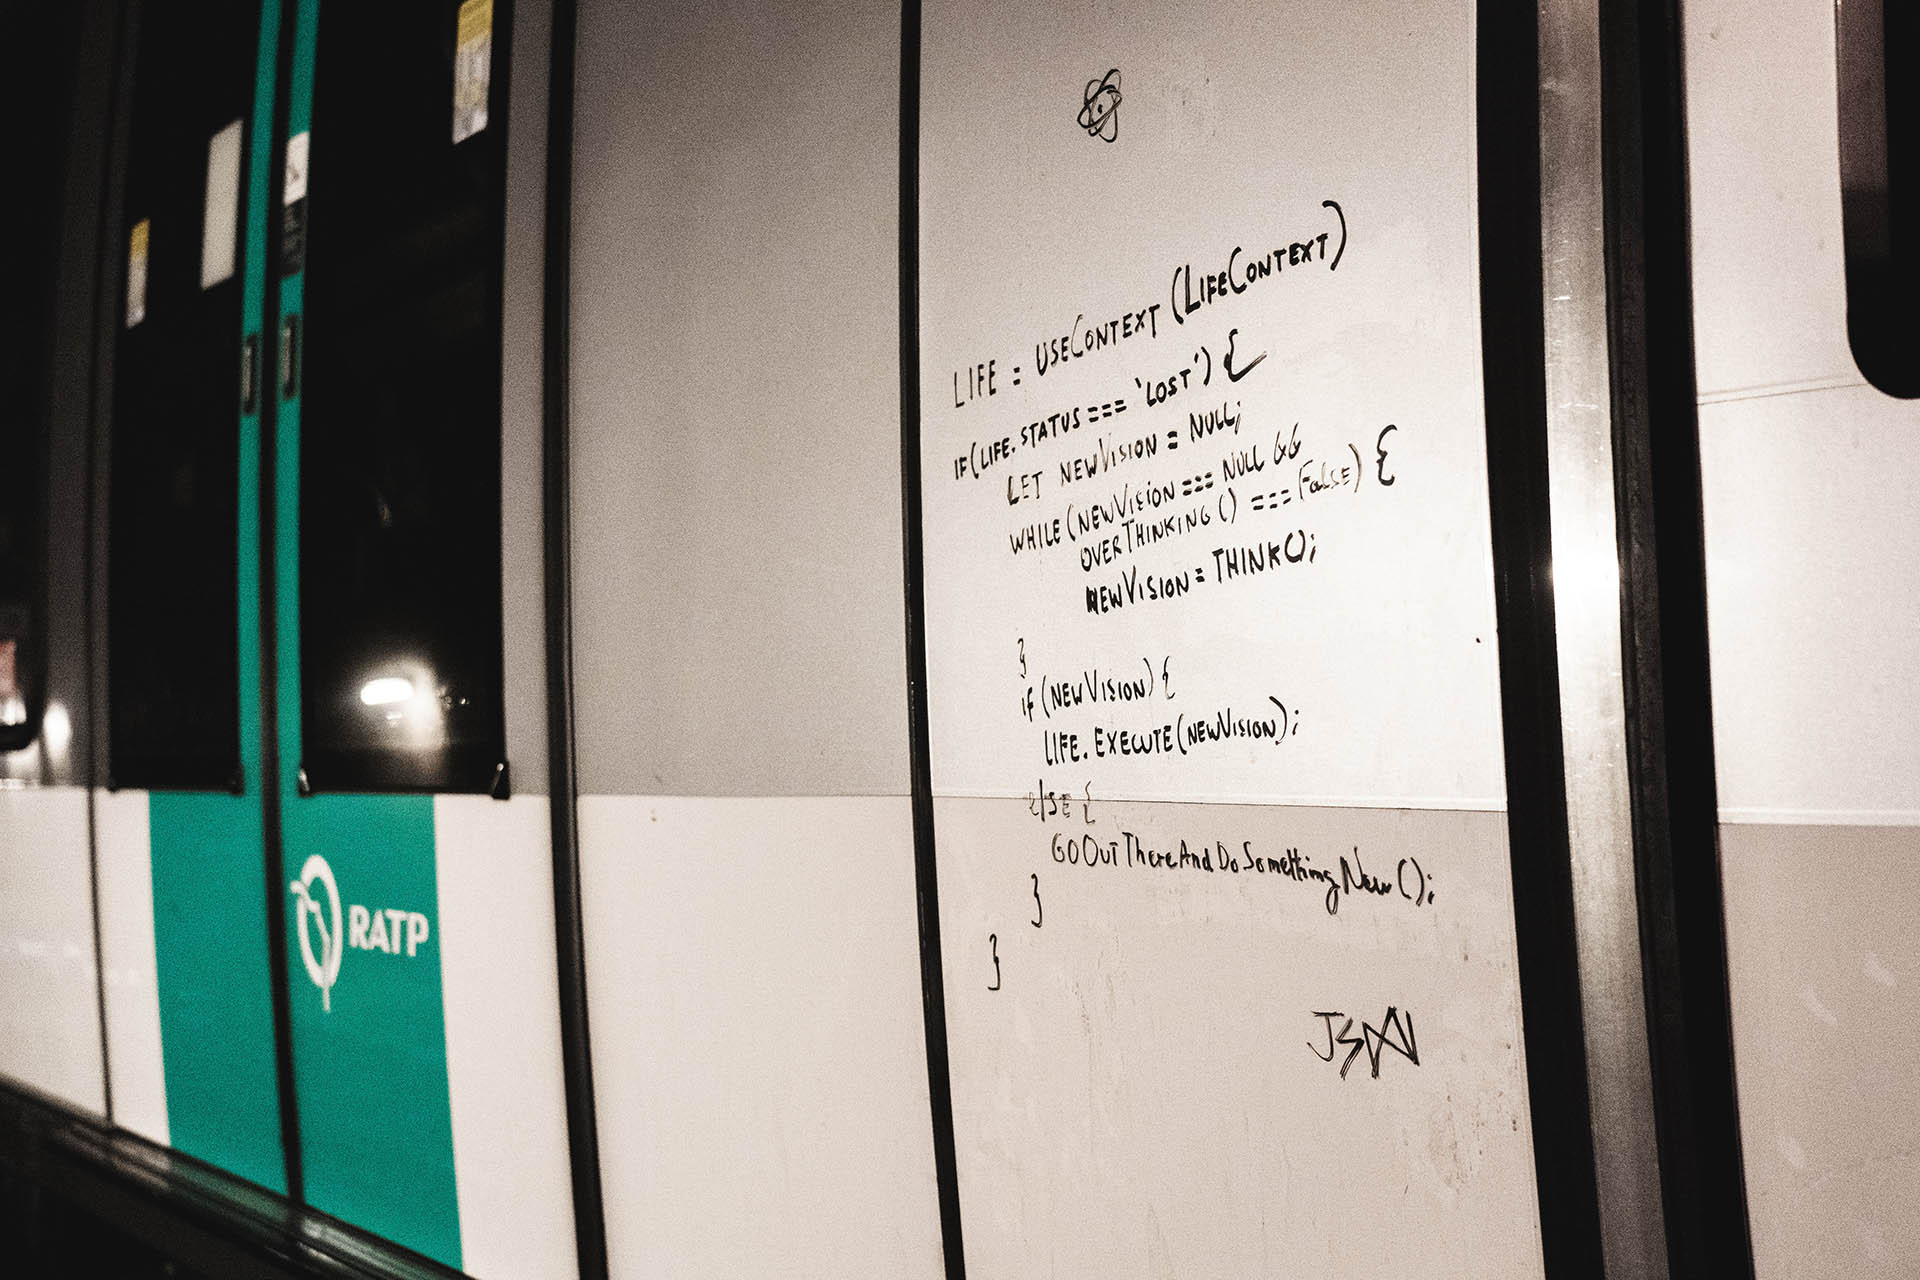 LIFE = USECONTEXT (LIFECONTEXT)
IF (LIFE.STATUS === 'LOST') {
LET NEWVISION = NULL;
WHILE (NEWVISION === NULL &&
OVERTHINKING () === FalsE) {
NEWVISION = THINK();
}
if (NEWVISION) {
LIFE.EXECUTE(NEWVISION);
elsE {
GOOutThereAndDoSomethingNew();
}
}
RATP